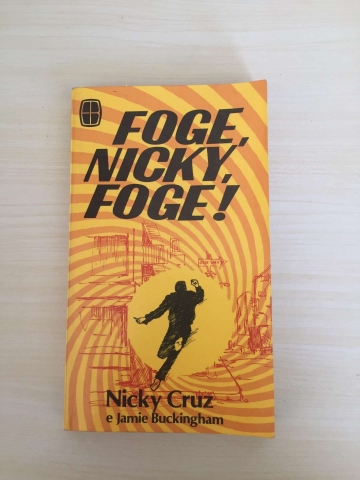 FOGE,
NICKY,
FOGE!
Nicky Cruz
e Jamie Buckingham